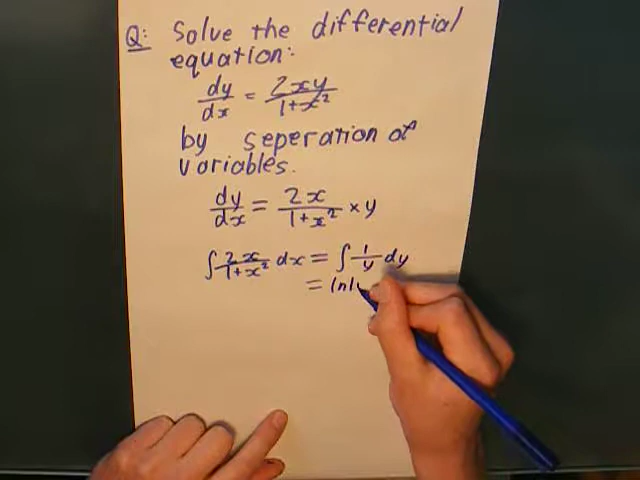 Q: Solve the differential
equation:
dy/dx = 2xy/1+x²
by seperation of
variables.
dy/dx = 2x/1+x² × y
∫ 2x/1+x² dx = ∫ 1/y dy
= ln|